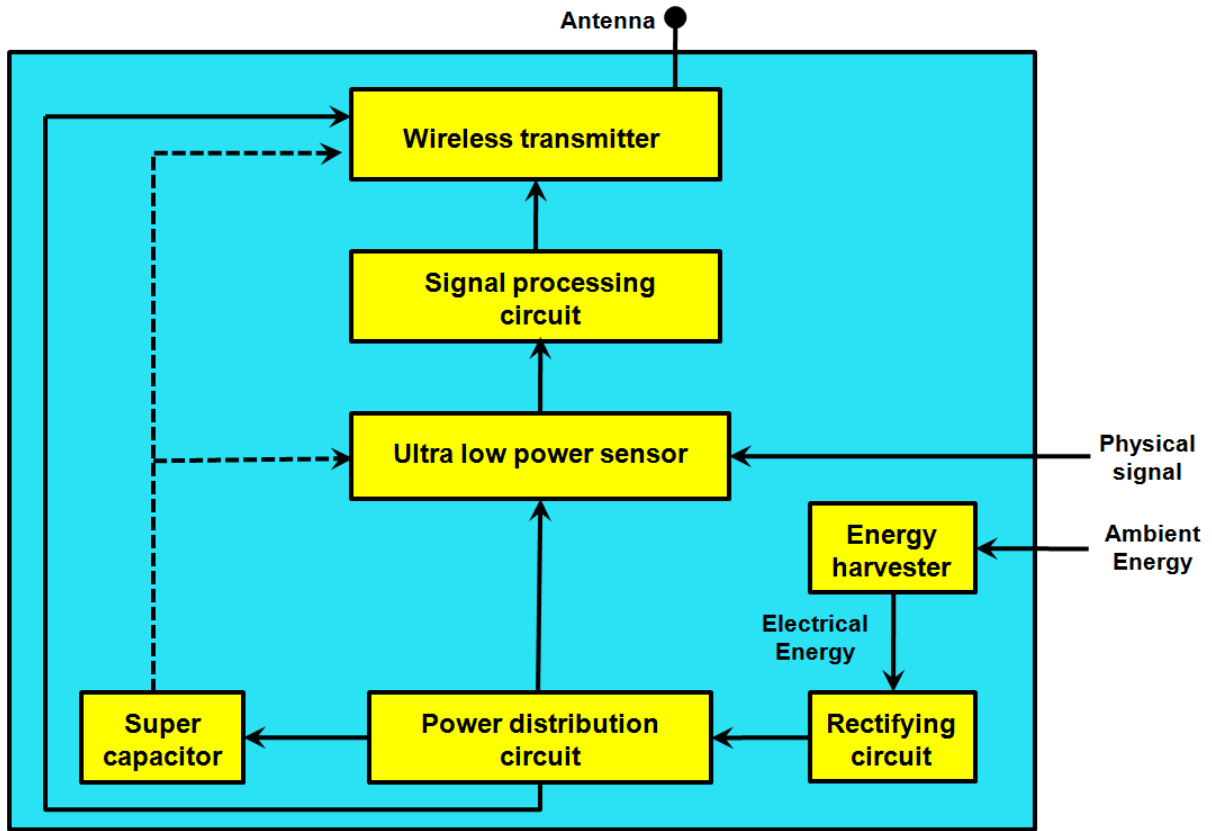 Antenna
Wireless transmitter
Signal processing
circuit
Ultra low power sensor
Physical
signal
Energy
harvester
Ambient
Energy
Electrical
Energy
Super
capacitor
Power distribution
circuit
Rectifying
circuit